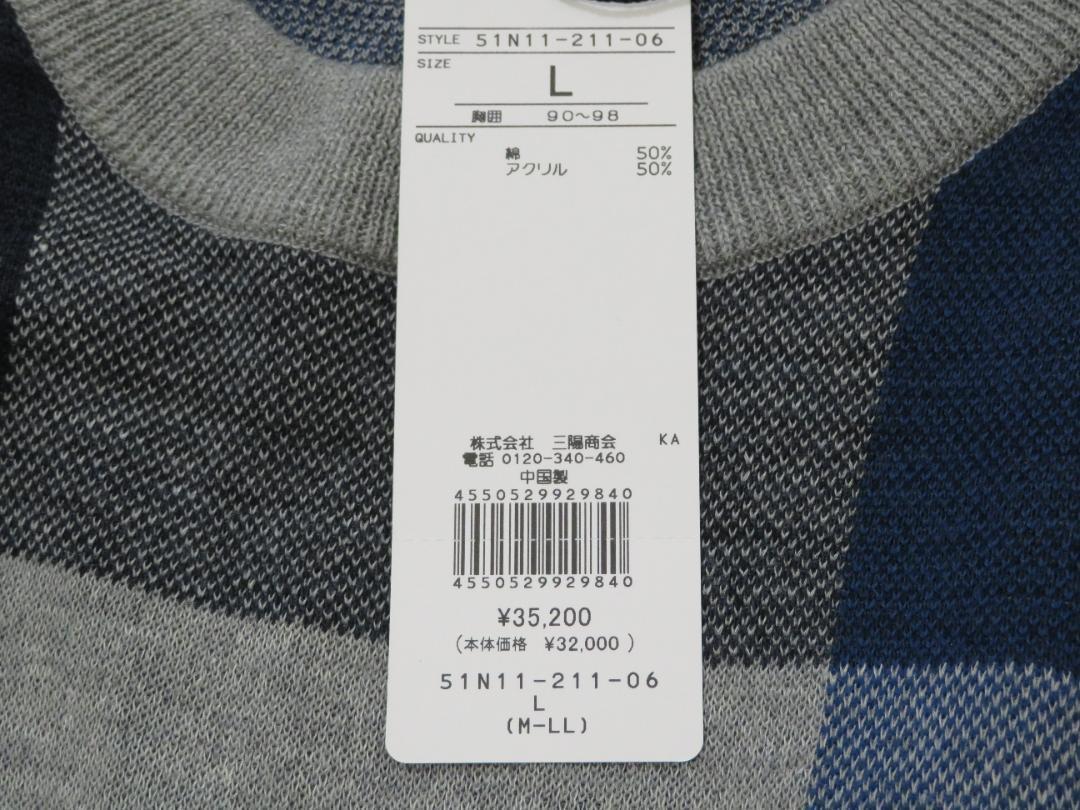 STYLE 51N11-211-06
SIZE
L
胸囲 90～98
QUALITY
綿 50%
アクリル 50%
株式会社 三陽商会 KA
電話 0120-340-460
中国製
4550529929840
4550529929840
¥35,200
(本体価格 ¥32,000)
51N11-211-06
L
(M-LL)